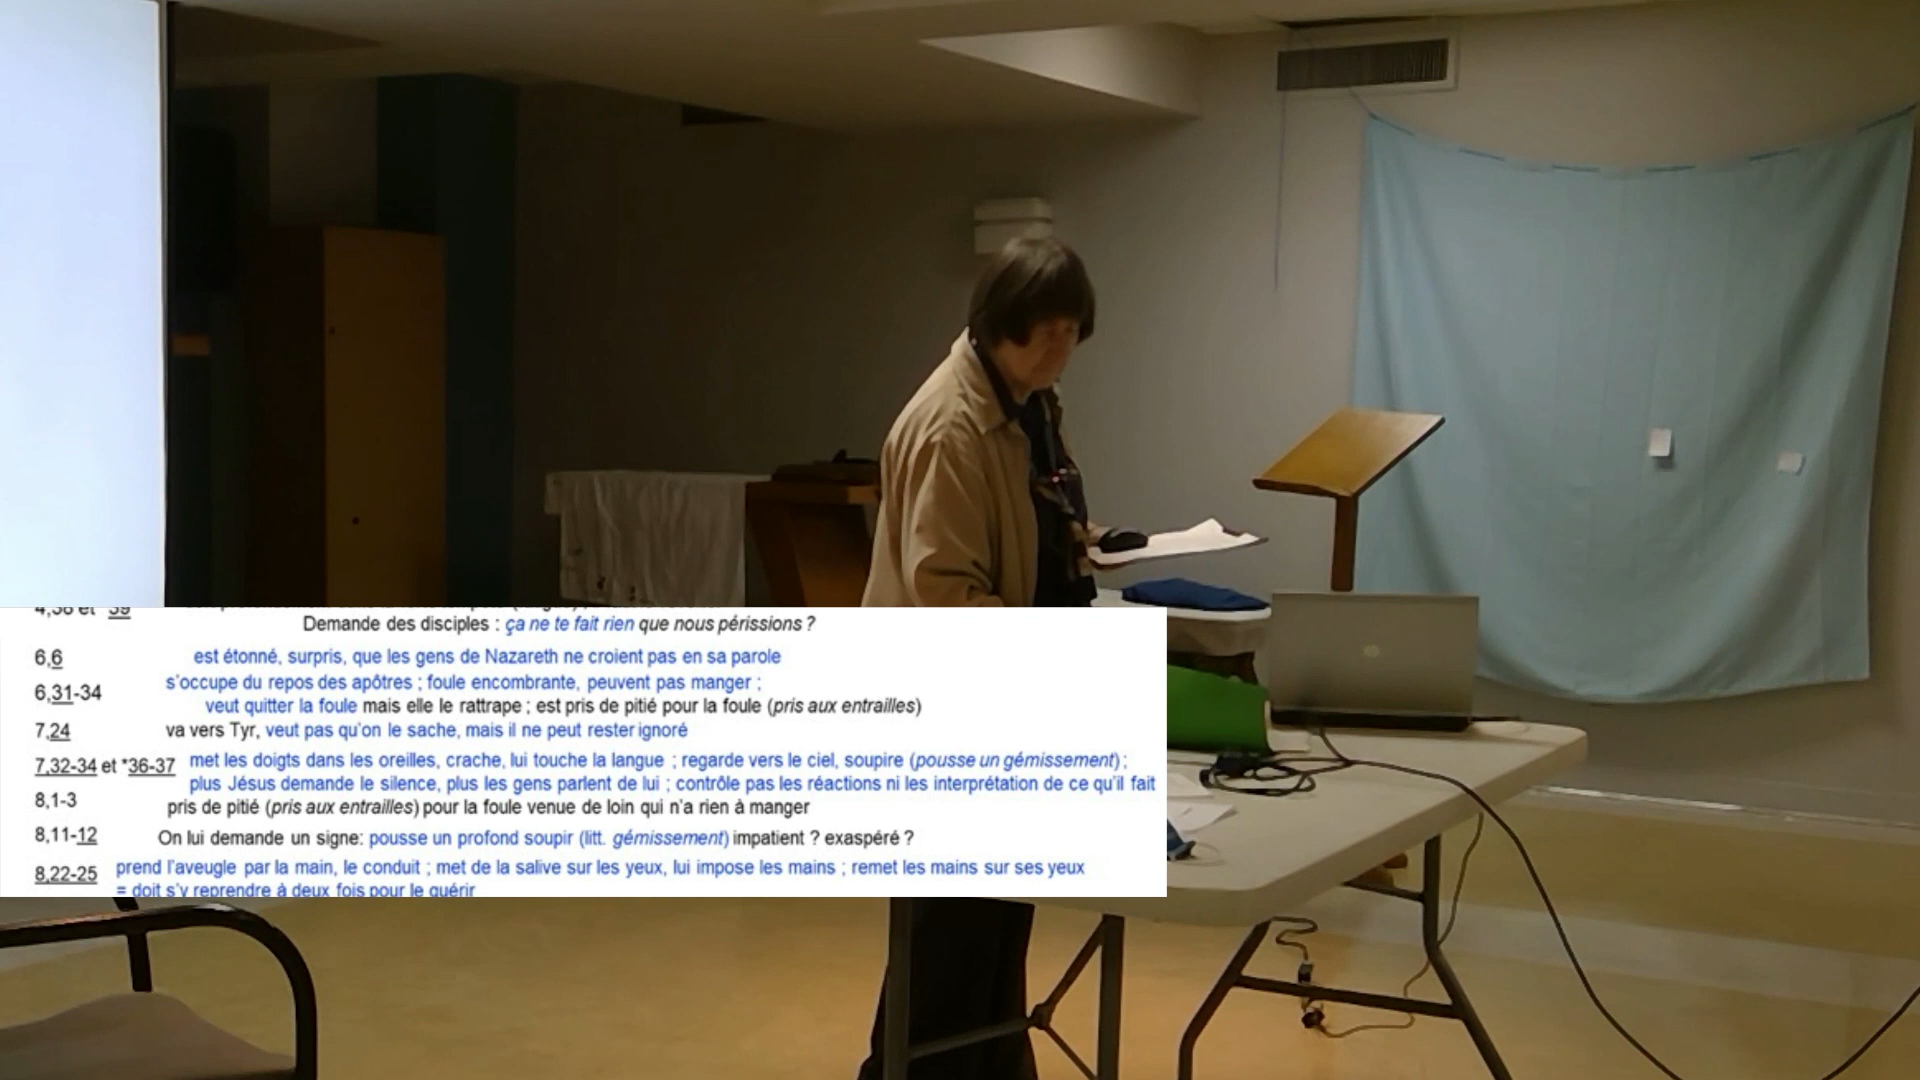 4,38 et 39
Demande des disciples : ça ne te fait rien que nous périssions ?
6,6 est étonné, surpris, que les gens de Nazareth ne croient pas en sa parole
6,31-34 s'occupe du repos des apôtres ; foule encombrante, peuvent pas manger ;
veut quitter la foule mais elle le rattrape ; est pris de pitié pour la foule (pris aux entrailles)
7,24 va vers Tyr, veut pas qu'on le sache, mais il ne peut rester ignoré
7,32-34 et *36-37 met les doigts dans les oreilles, crache, lui touche la langue ; regarde vers le ciel, soupire (pousse un gémissement) ;
plus Jésus demande le silence, plus les gens parlent de lui ; contrôle pas les réactions ni les interprétation de ce qu'il fait
8,1-3 pris de pitié (pris aux entrailles) pour la foule venue de loin qui n'a rien à manger
8,11-12 On lui demande un signe: pousse un profond soupir (litt. gémissement) impatient ? exaspéré ?
8,22-25 prend l'aveugle par la main, le conduit ; met de la salive sur les yeux, lui impose les mains ; remet les mains sur ses yeux
= doit s'y reprendre à deux fois pour le guérir